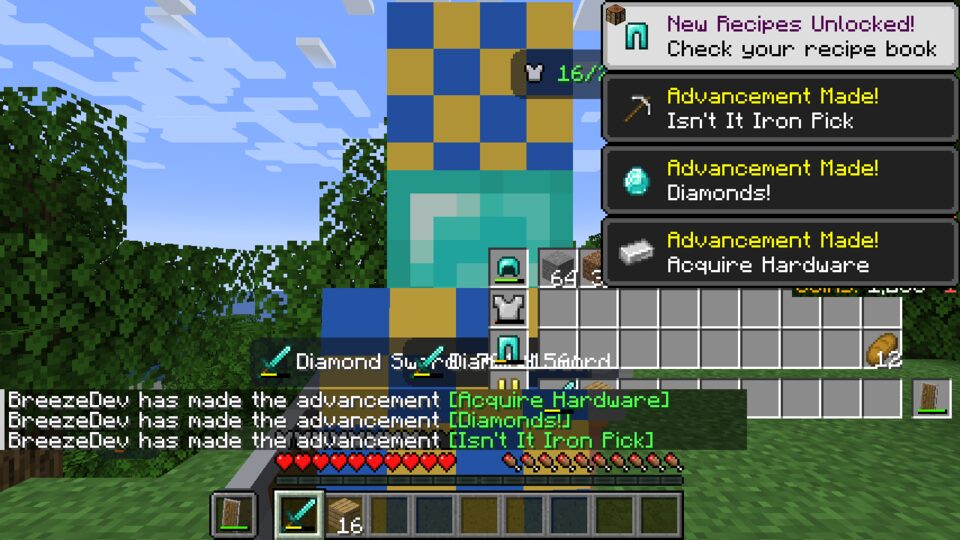 New Recipes Unlocked!
Check your recipe book
16/
Advancement Made!
Isn't It Iron Pick
Advancement Made!
Diamonds!
Advancement Made!
Acquire Hardware
64
12
Diamond
BreezeDev has made the advancement [Acquire Hardware]
BreezeDev has made the advancement [Diamonds!]
BreezeDev has made the advancement [Isn't It Iron Pick]
16